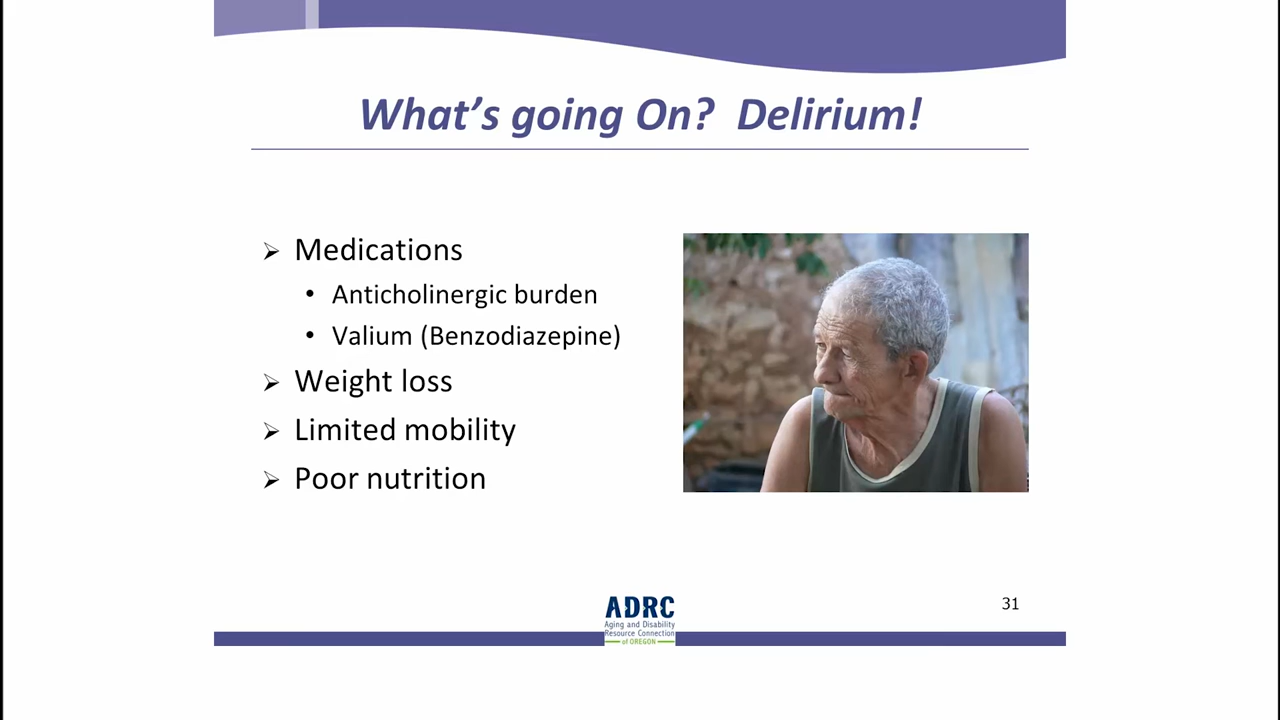 What’s going On?  Delirium!
Medications
Anticholinergic burden
Valium (Benzodiazepine)
Weight loss
Limited mobility
Poor nutrition
31
ADRC
Aging and Disability
Resource Connection
of OREGON